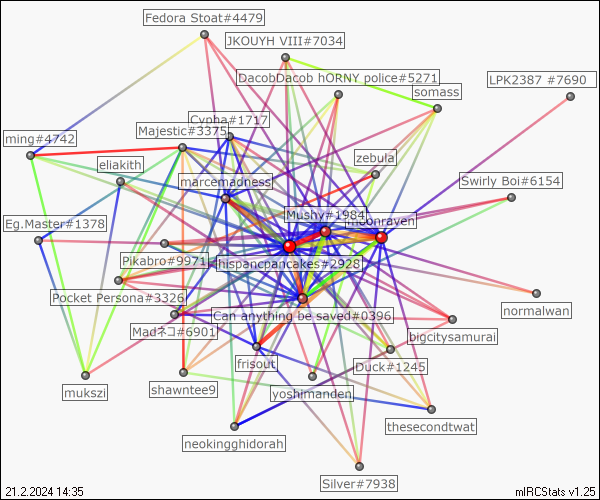 Fedora Stoat#4479
JKOUYH VIII#7034
DacobDacob hORNY police#5271
LPK2387 #7690
somass
Cypha#1717
ming#4742
Majestic#3375
zebula
eliakith
marcemadness
Swirly Boi#6154
Mushy#1984
moonraven
Eg.Master#1378
Pikabro#9971
hispancpancakes#2928
Pocket Persona#3326
normalwan
Can anything be saved#0396
Madネコ#6901
bigcitysamurai
frisout
Duck#1245
mukszi
shawntee9
yoshimanden
thesecondtwat
neokingghidorah
Silver#7938
21.2.2024 14:35
mIRCStats v1.25